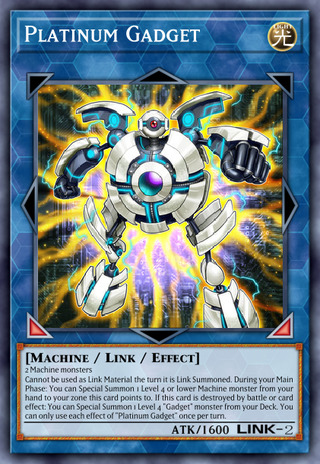 Platinum Gadget
LIGHT
光
[Machine / Link / Effect]
2 Machine monsters
Cannot be used as Link Material the turn it is Link Summoned. During your Main
Phase: You can Special Summon 1 Level 4 or lower Machine monster from your
hand to your zone this card points to. If this card is destroyed by battle or card
effect: You can Special Summon 1 Level 4 "Gadget" monster from your Deck. You
can only use each effect of "Platinum Gadget" once per turn.
ATK/1600 LINK-2